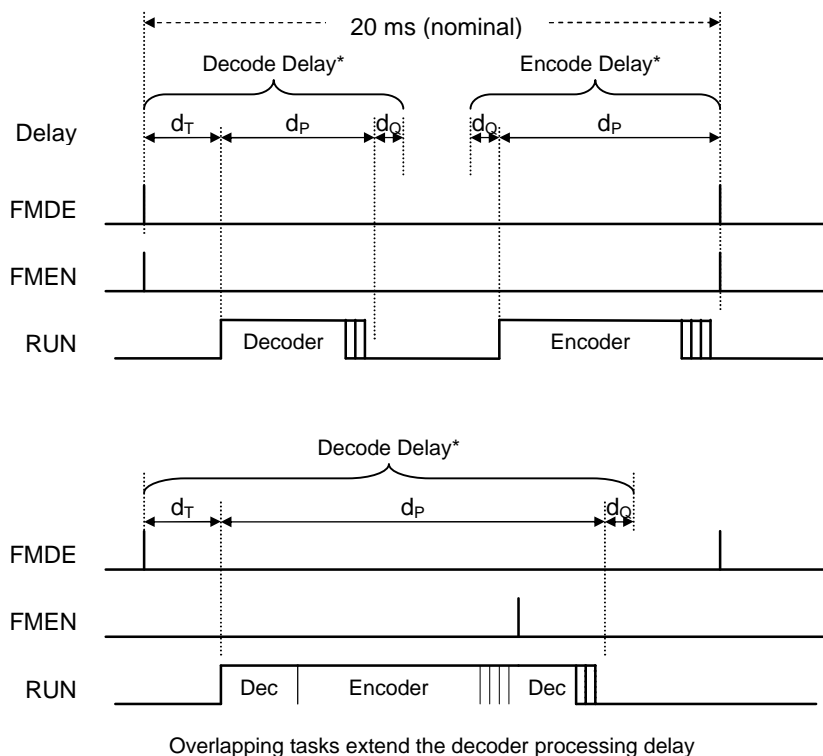 20 ms (nominal)
Decode Delay* Encode Delay*
Delay dT dP dQ dQ dP
FMDE
FMEN
RUN Decoder Encoder
Decode Delay*
dT dP dQ
FMDE
FMEN
RUN Dec Encoder Dec
Overlapping tasks extend the decoder processing delay